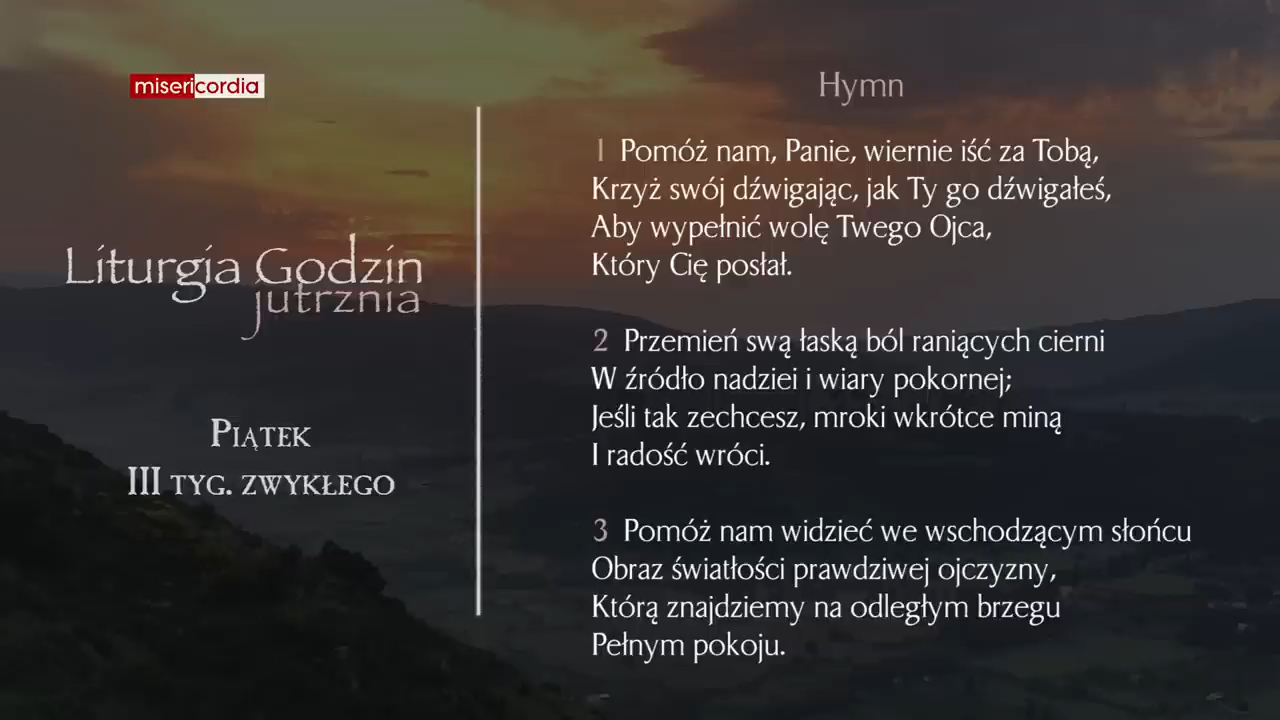 misericordia
Liturgia Godzin
jutrznia
Piątek
III tyg. zwykłego
Hymn
1 Pomóż nam, Panie, wiernie iść za Tobą,
Krzyż swój dźwigając, jak Ty go dźwigałeś,
Aby wypełnić wolę Twego Ojca,
Który Cię posłał.
2 Przemień swą łaską ból raniących cierni
W źródło nadziei i wiary pokornej;
Jeśli tak zechcesz, mroki wkrótce miną
I radość wróci.
3 Pomóż nam widzieć we wschodzącym słońcu
Obraz światłości prawdziwej ojczyzny,
Którą znajdziemy na odległym brzegu
Pełnym pokoju.